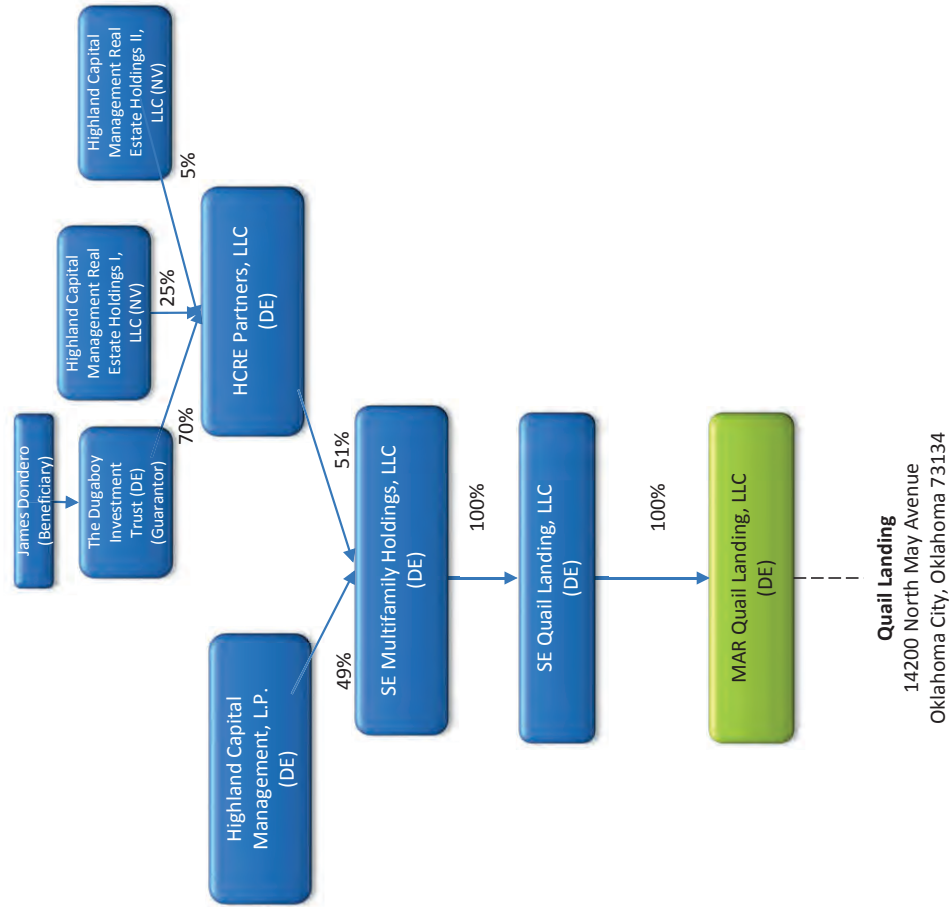 James Dondero
(Beneficiary)
The Dugaboy
Investment
Trust (DE)
(Guarantor)
Highland Capital
Management Real
Estate Holdings I,
LLC (NV)
Highland Capital
Management Real
Estate Holdings II,
LLC (NV)
70%
25%
5%
HCRE Partners, LLC
(DE)
Highland Capital
Management, L.P.
(DE)
49%
51%
SE Multifamily Holdings, LLC
(DE)
100%
SE Quail Landing, LLC
(DE)
100%
MAR Quail Landing, LLC
(DE)
Quail Landing
14200 North May Avenue
Oklahoma City, Oklahoma 73134